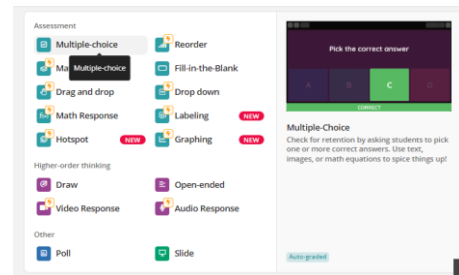 Assessment
Multiple-choice
Reorder
Ma
Multiple-choice
Fill-in-the-Blank
Drag and drop
Drop down
Math Response
Labeling NEW
Hotspot NEW
Graphing NEW
Higher-order thinking
Draw
Open-ended
Video Response
Audio Response
Other
Poll
Slide
Pick the correct answer
A B C D
CORRECT
Multiple-Choice
Check for retention by asking students to pick
one or more correct answers. Use text,
images, or math equations to spice things up!
Auto-graded